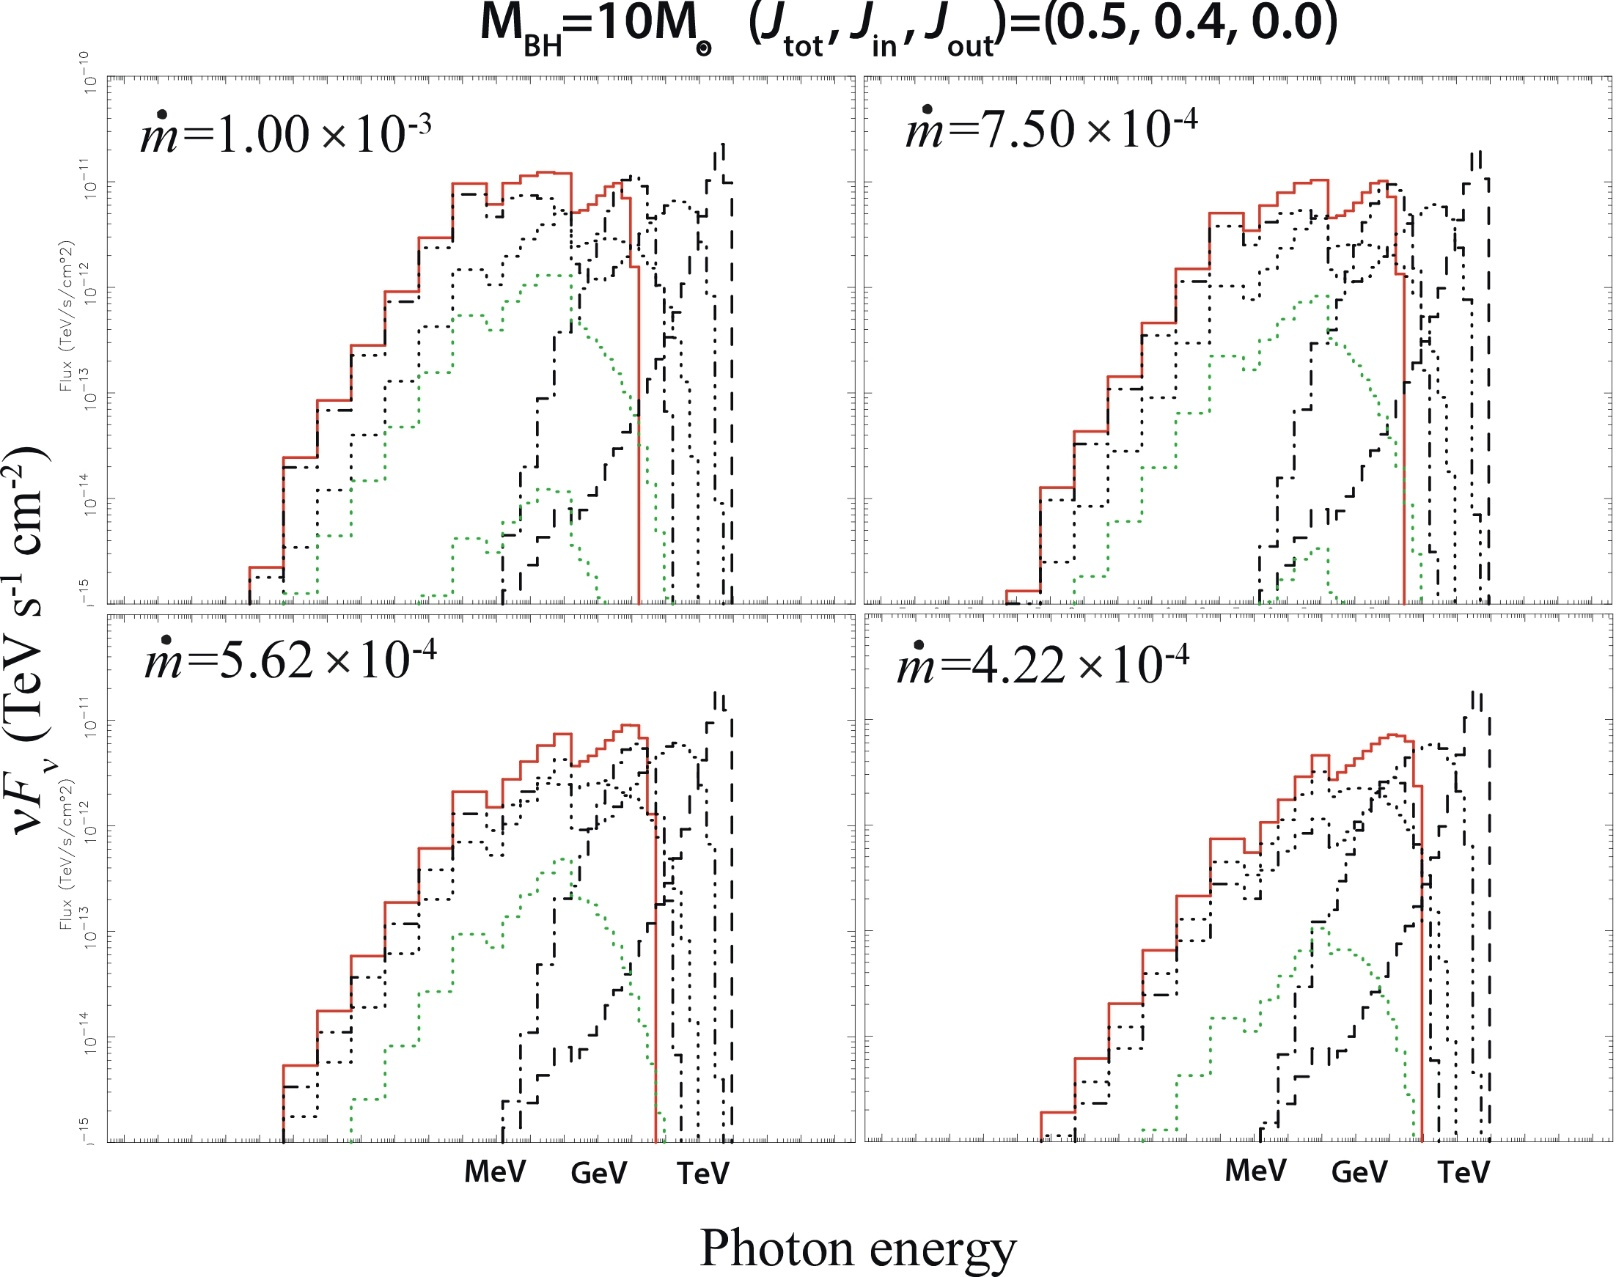 M_BH=10M_⊙ (J_tot, J_in, J_out)=(0.5, 0.4, 0.0)
ṁ=1.00×10^-3
ṁ=7.50×10^-4
10^-10
10^-11
10^-12
10^-13
10^-14
-15
Flux (TeV/s/cm°2)
νF_ν (TeV s^-1 cm^-2)
ṁ=5.62×10^-4
ṁ=4.22×10^-4
10^-11
10^-12
10^-13
10^-14
-15
Flux (TeV/s/cm°2)
MeV GeV TeV MeV GeV TeV
Photon energy